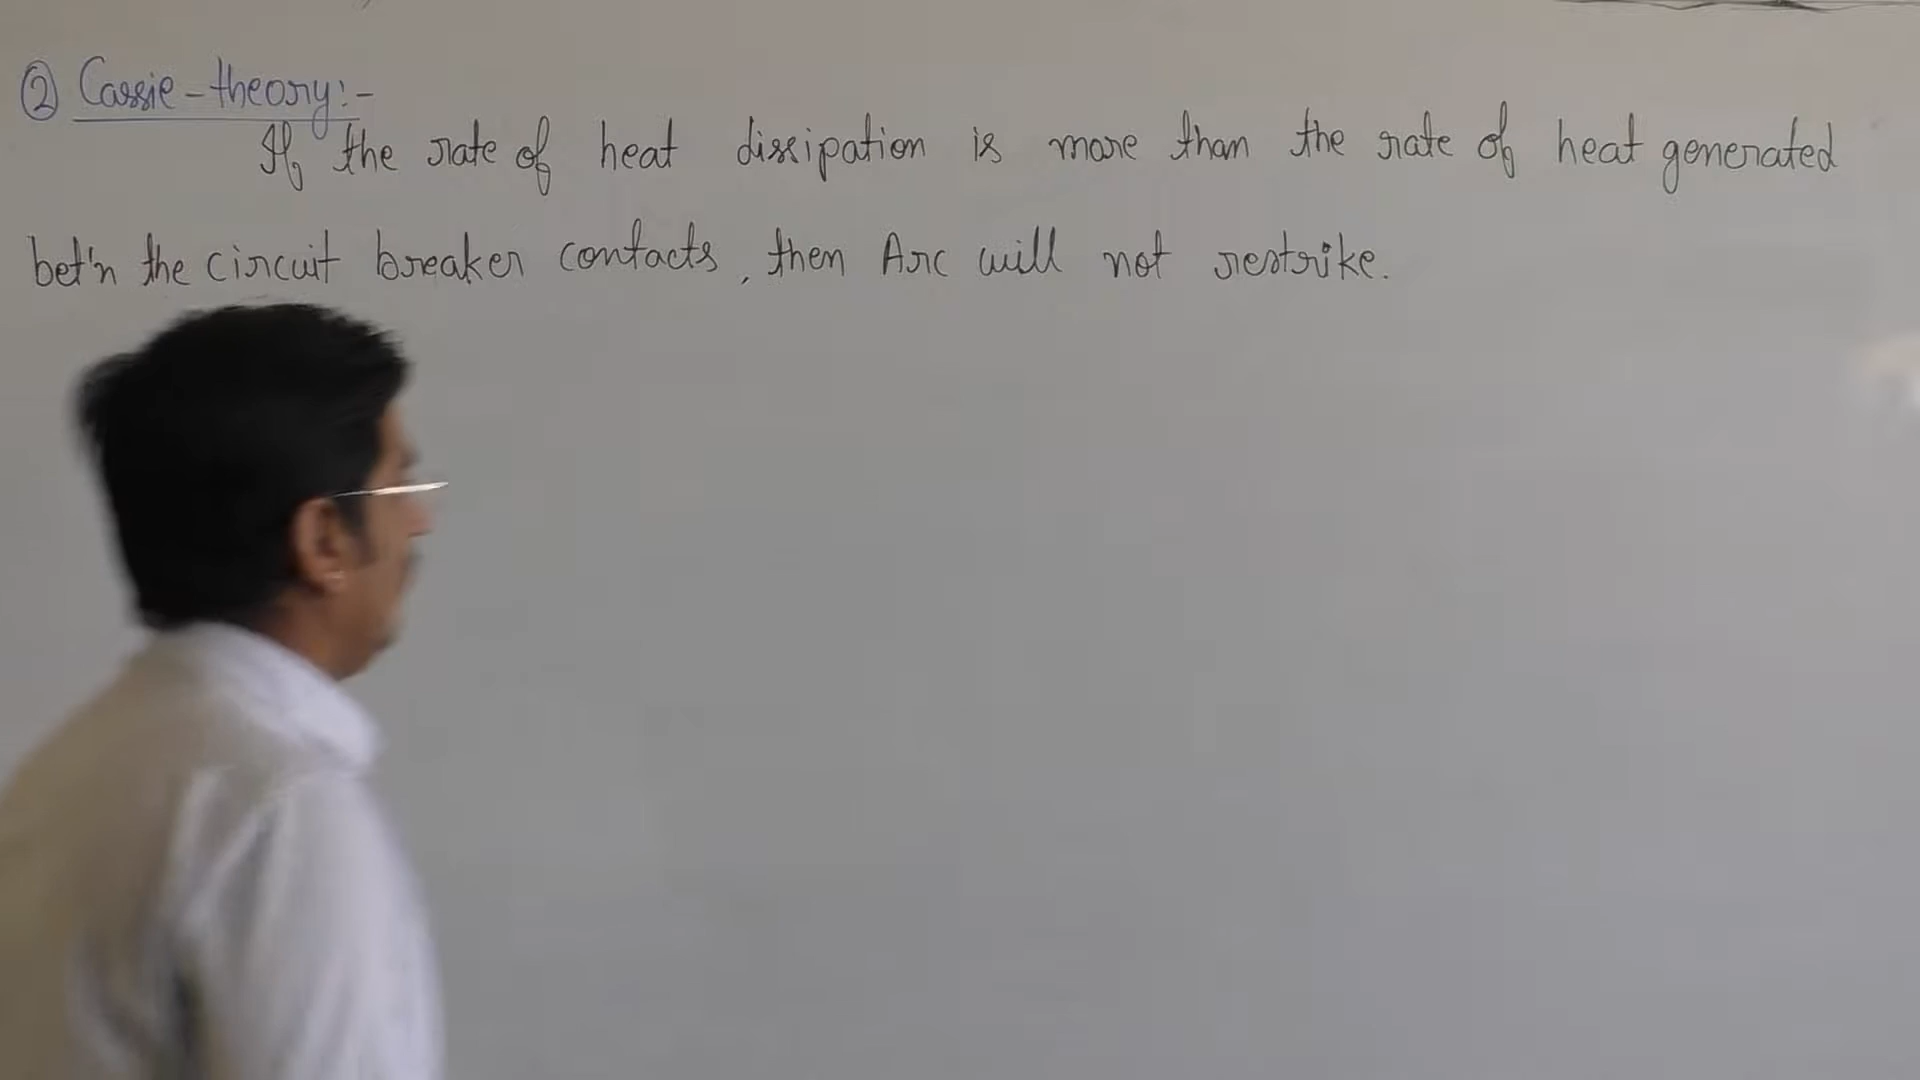 ② Cassie-theory:-
If the rate of heat dissipation is more than the rate of heat generated
bet'n the circuit breaker contacts, then Arc will not restrike.